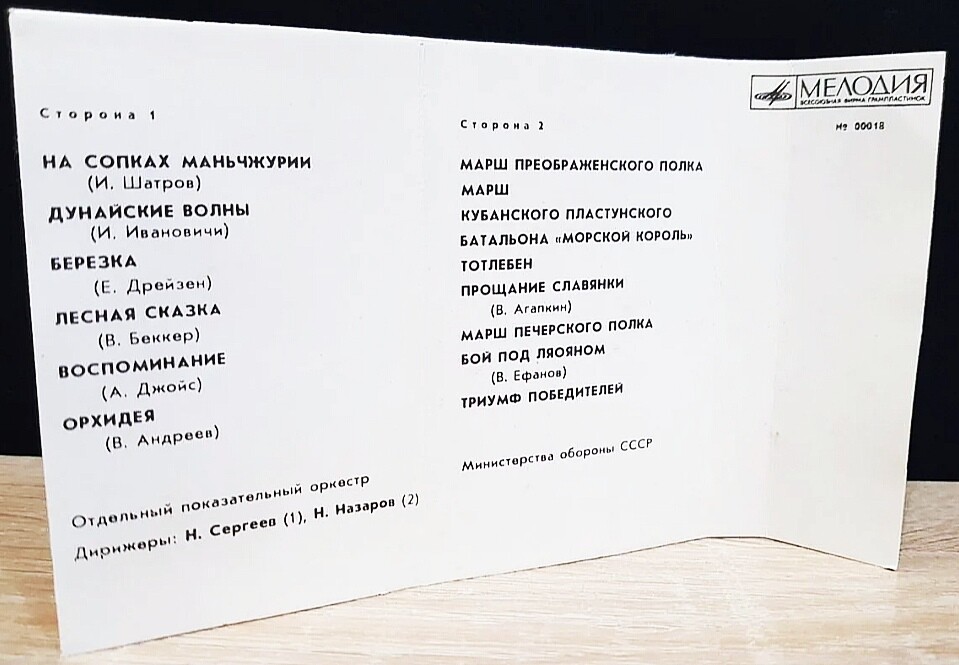 Сторона 1
НА СОПКАХ МАНЬЧЖУРИИ
(И. Шатров)
ДУНАЙСКИЕ ВОЛНЫ
(И. Ивановичи)
БЕРЕЗКА
(Е. Дрейзен)
ЛЕСНАЯ СКАЗКА
(В. Беккер)
ВОСПОМИНАНИЕ
(А. Джойс)
ОРХИДЕЯ
(В. Андреев)
Отдельный показательный оркестр
Дирижеры: Н. Сергеев (1), Н. Назаров (2)
Сторона 2
МАРШ ПРЕОБРАЖЕНСКОГО ПОЛКА
МАРШ
КУБАНСКОГО ПЛАСТУНСКОГО
БАТАЛЬОНА «МОРСКОЙ КОРОЛЬ»
ТОТЛЕБЕН
ПРОЩАНИЕ СЛАВЯНКИ
(В. Агапкин)
МАРШ ПЕЧЕРСКОГО ПОЛКА
БОЙ ПОД ЛЯОЯНОМ
(В. Ефанов)
ТРИУМФ ПОБЕДИТЕЛЕЙ
Министерства обороны СССР
МЕЛОДИЯ
ВСЕСОЮЗНАЯ ФИРМА ГРАМПЛАСТИНОК
№ 00018